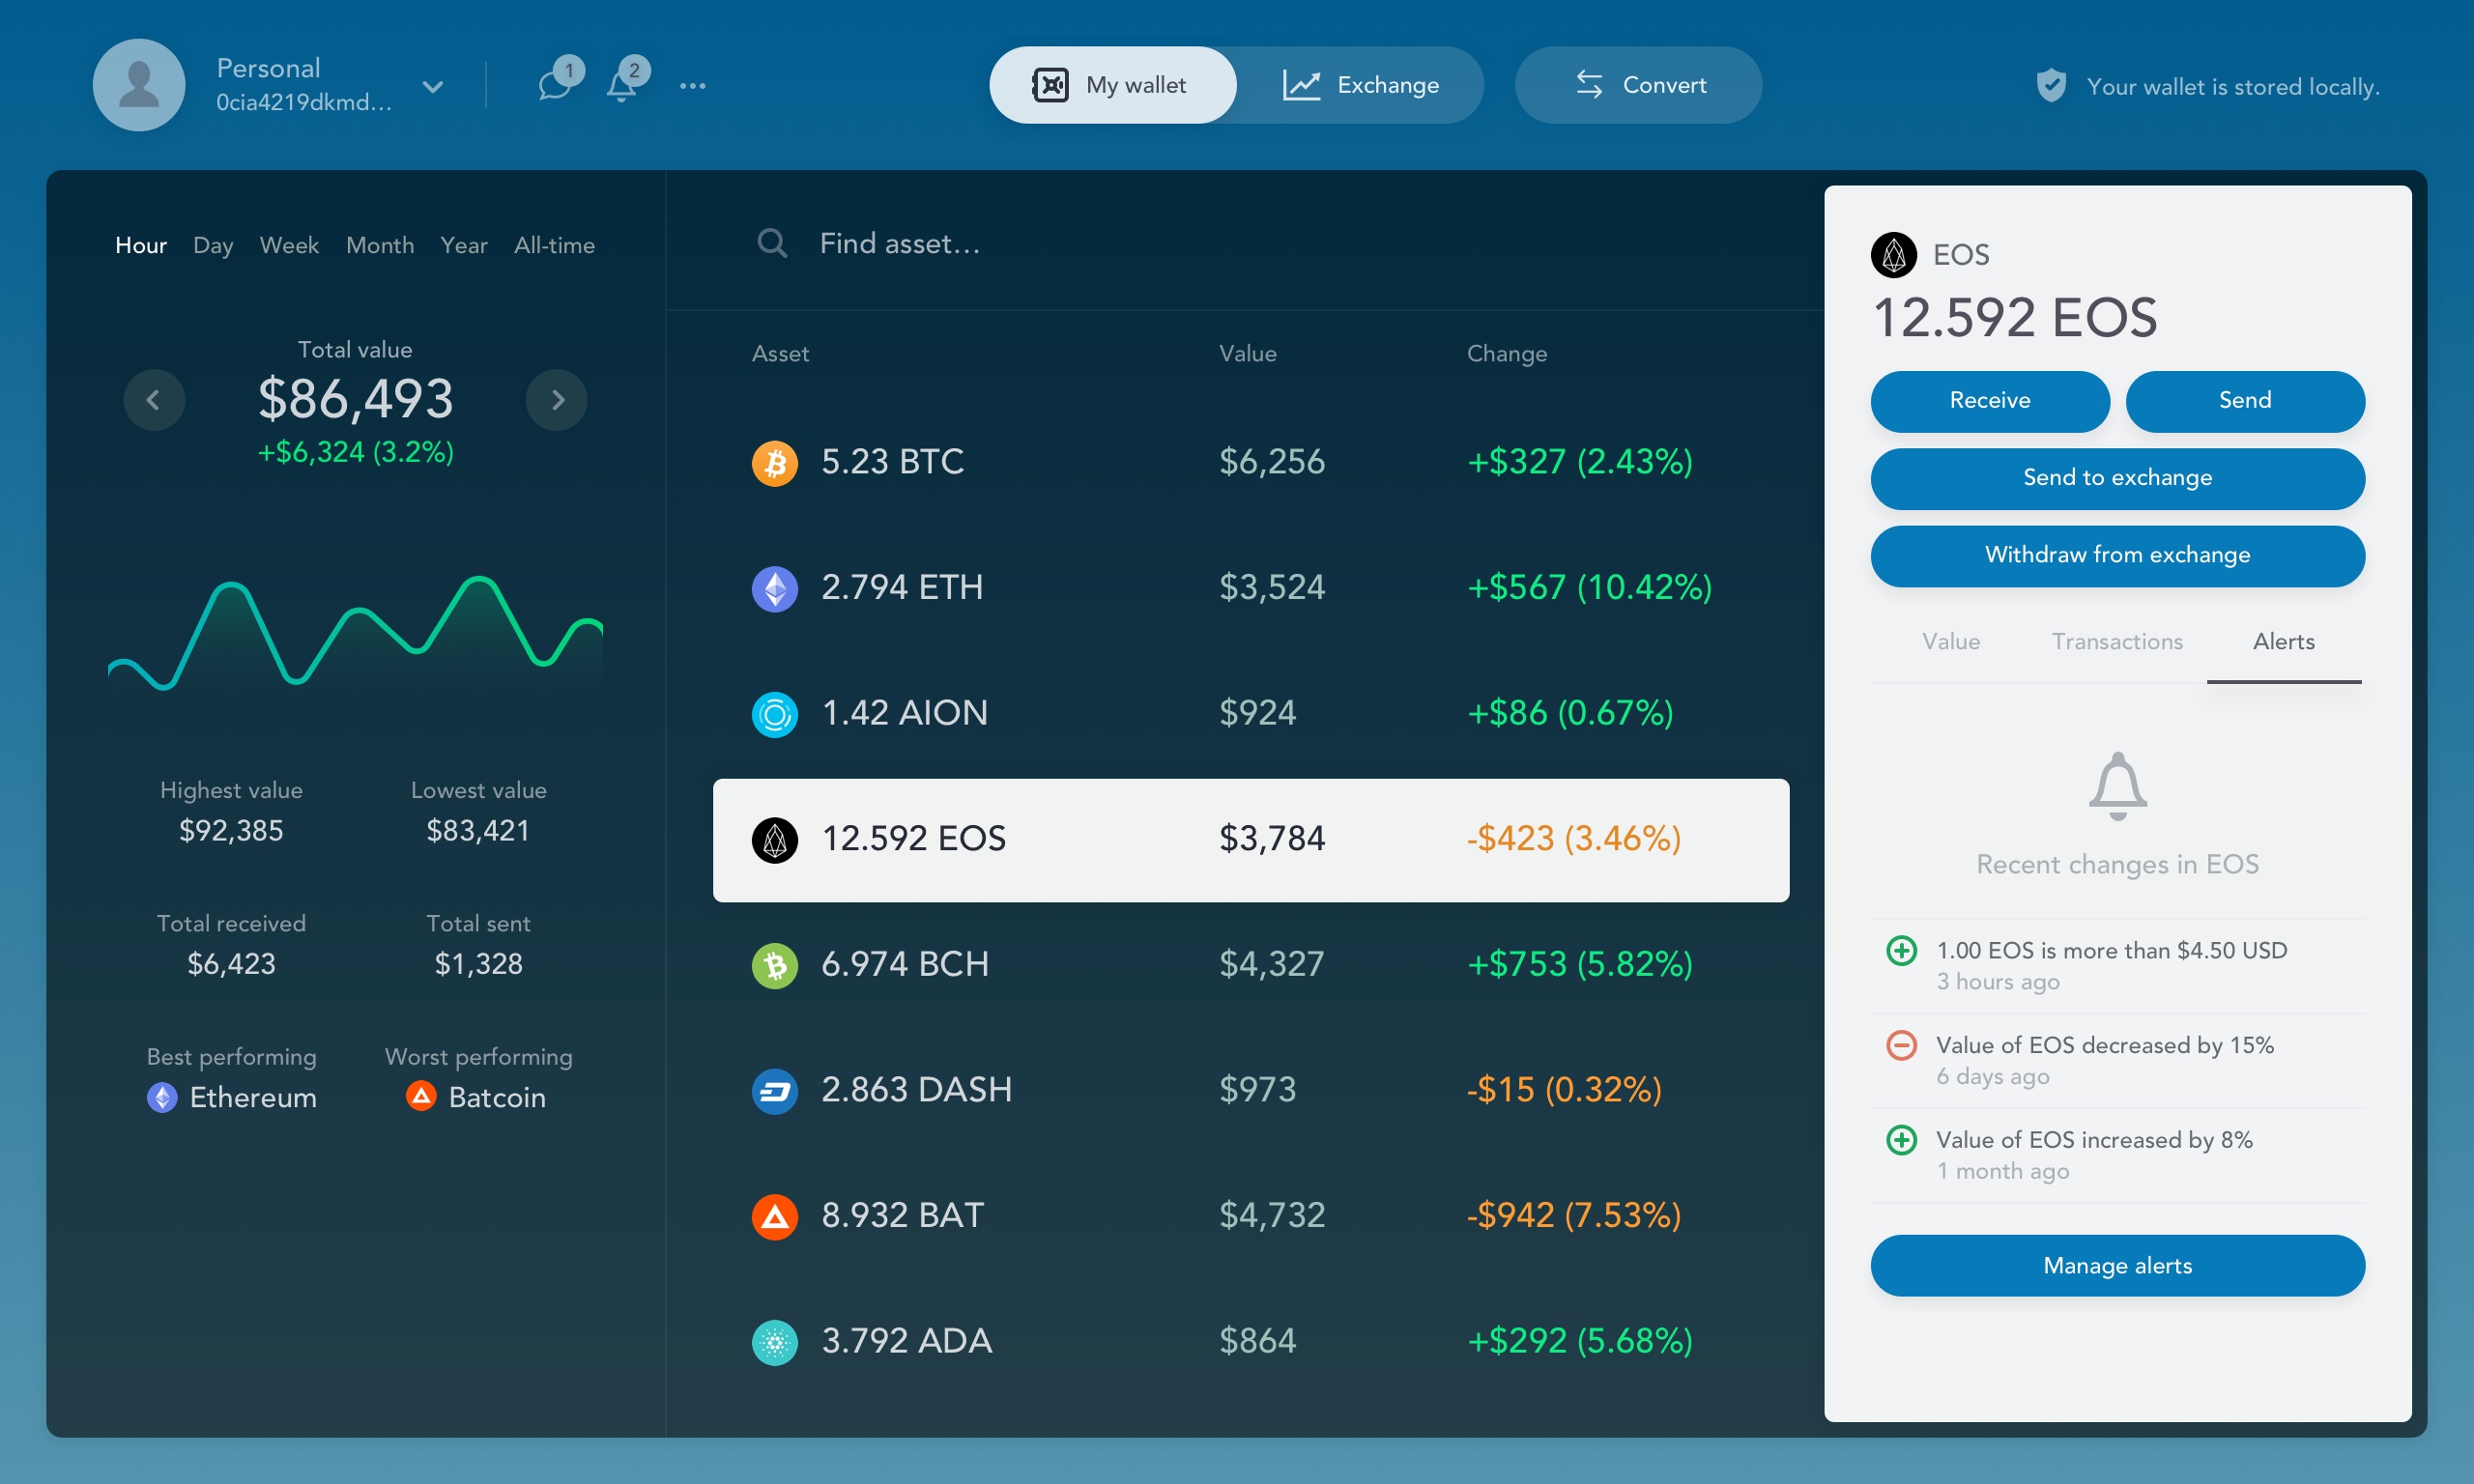 Personal
0cia4219dkmd...
1
2
My wallet
Exchange
Convert
Your wallet is stored locally.
Hour Day Week Month Year All-time
Total value
$86,493
+$6,324 (3.2%)
Highest value
$92,385
Lowest value
$83,421
Total received
$6,423
Total sent
$1,328
Best performing
Ethereum
Worst performing
Batcoin
Find asset...
Asset Value Change
5.23 BTC $6,256 +$327 (2.43%)
2.794 ETH $3,524 +$567 (10.42%)
1.42 AION $924 +$86 (0.67%)
12.592 EOS $3,784 -$423 (3.46%)
6.974 BCH $4,327 +$753 (5.82%)
2.863 DASH $973 -$15 (0.32%)
8.932 BAT $4,732 -$942 (7.53%)
3.792 ADA $864 +$292 (5.68%)
EOS
12.592 EOS
Receive
Send
Send to exchange
Withdraw from exchange
Value Transactions Alerts
Recent changes in EOS
1.00 EOS is more than $4.50 USD
3 hours ago
Value of EOS decreased by 15%
6 days ago
Value of EOS increased by 8%
1 month ago
Manage alerts